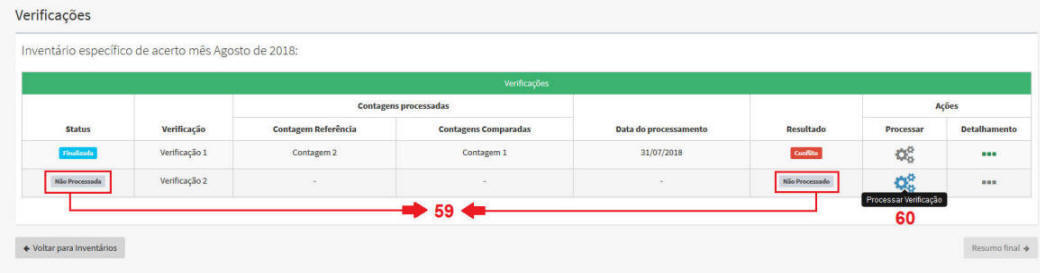 Verificações
Inventário específico de acerto mês Agosto de 2018:
Verificações
Contagens processadas
Ações
Status Verificação Contagem Referência Contagens Comparadas Data do processamento Resultado Processar Detalhamento
Finalizada Verificação 1 Contagem 2 Contagem 1 31/07/2018 Conflito
Não Processada Verificação 2 - - - Não Processado
Processar Verificação
59
60
Voltar para Inventários
Resumo final